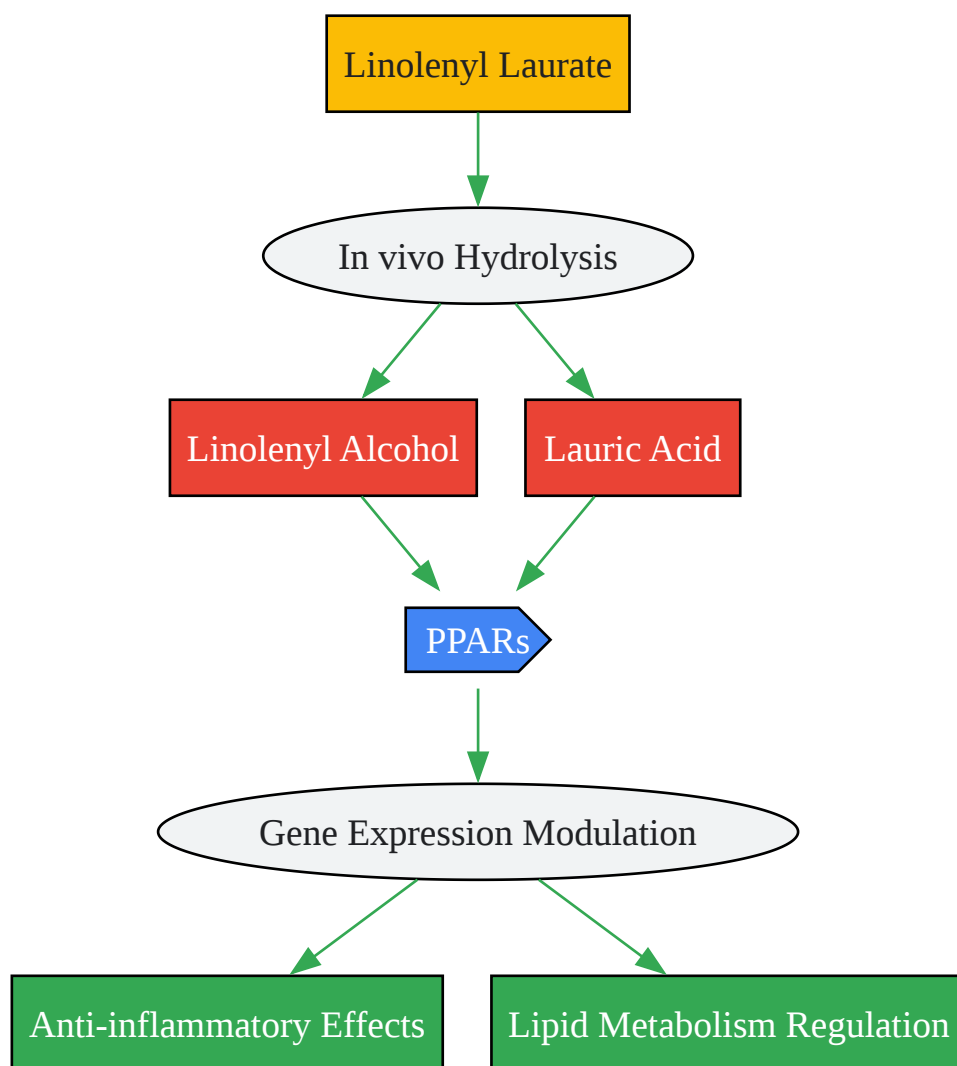 Linolenyl Laurate
In vivo Hydrolysis
Linolenyl Alcohol
Lauric Acid
PPARs
Gene Expression Modulation
Anti-inflammatory Effects
Lipid Metabolism Regulation